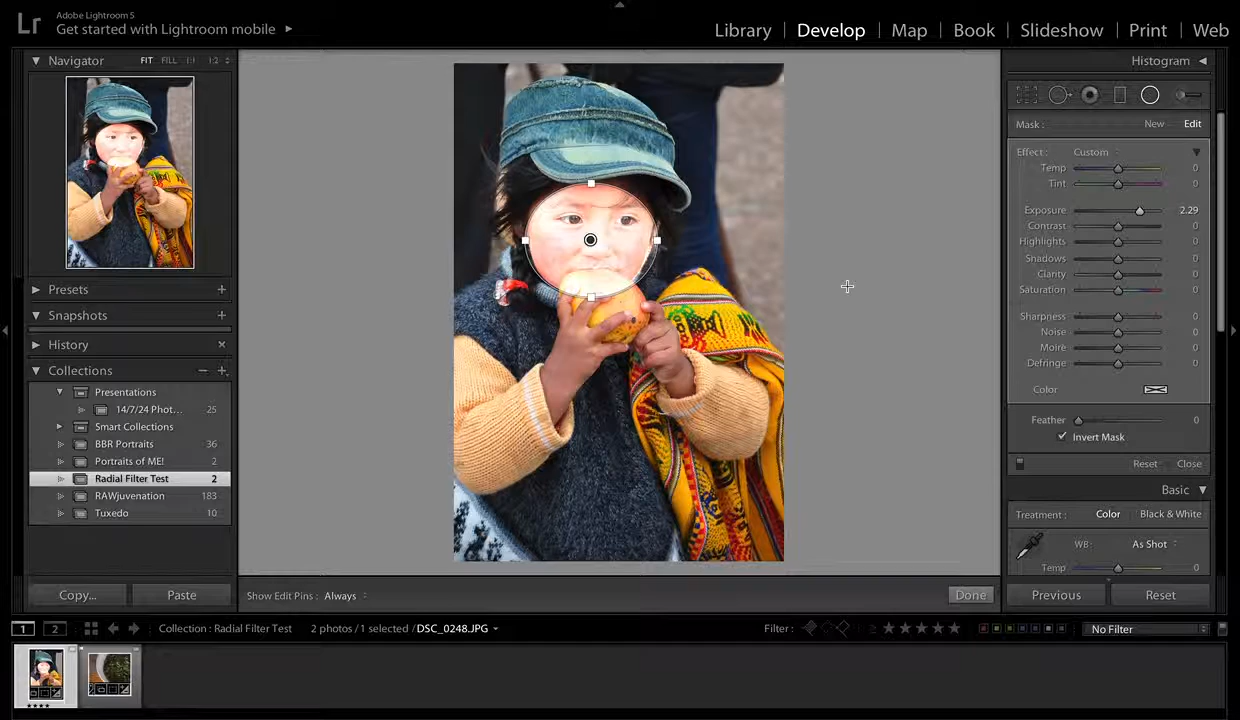 Lr
Adobe Lightroom 5
Get started with Lightroom mobile
Library Develop Map Book Slideshow Print Web
Navigator FIT FILL 1:1 1:2
Presets
Snapshots
History
Collections
Presentations
14/7/24 Phot... 25
Smart Collections
BBR Portraits 36
Portraits of ME! 2
Radial Filter Test 2
RAWjuvenation 183
Tuxedo 10
Copy... Paste
Show Edit Pins : Always
Done
Histogram
Mask : New Edit
Effect : Custom
Temp 0
Tint 0
Exposure 2.29
Contrast 0
Highlights 0
Shadows 0
Clarity 0
Saturation 0
Sharpness 0
Noise 0
Moire 0
Defringe 0
Color
Feather 0
Invert Mask
Reset Close
Basic
Treatment : Color Black & White
WB: As Shot
Temp 0
Previous Reset
1 2 Collection : Radial Filter Test 2 photos / 1 selected / DSC_0248.JPG Filter : No Filter